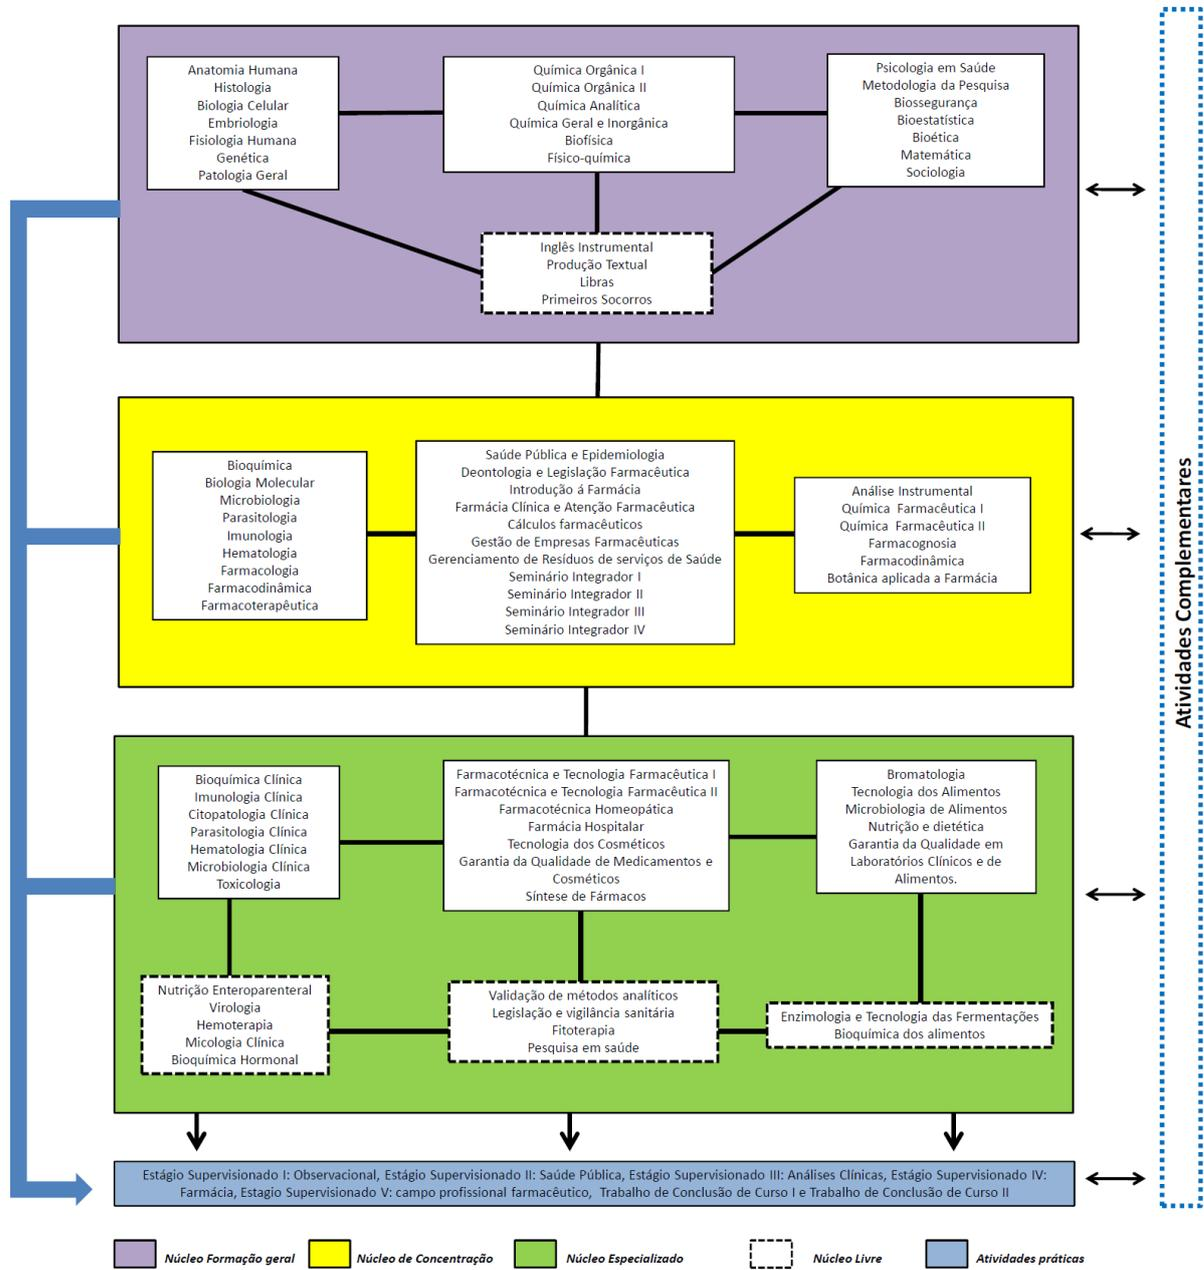 Anatomia Humana
Histologia
Biologia Celular
Embriologia
Fisiologia Humana
Genética
Patologia Geral
Química Orgânica I
Química Orgânica II
Química Analítica
Química Geral e Inorgânica
Biofísica
Físico-química
Psicologia em Saúde
Metodologia da Pesquisa
Biossegurança
Bioestatística
Bioética
Matemática
Sociologia
Inglês Instrumental
Produção Textual
Libras
Primeiros Socorros
Bioquímica
Biologia Molecular
Microbiologia
Parasitologia
Imunologia
Hematologia
Farmacologia
Farmacodinâmica
Farmacoterapêutica
Saúde Pública e Epidemiologia
Deontologia e Legislação Farmacêutica
Introdução á Farmácia
Farmácia Clínica e Atenção Farmacêutica
Cálculos farmacêuticos
Gestão de Empresas Farmacêuticas
Gerenciamento de Resíduos de serviços de Saúde
Seminário Integrador I
Seminário Integrador II
Seminário Integrador III
Seminário Integrador IV
Análise Instrumental
Química Farmacêutica I
Química Farmacêutica II
Farmacognosia
Farmacodinâmica
Botânica aplicada a Farmácia
Bioquímica Clínica
Imunologia Clínica
Citopatologia Clínica
Parasitologia Clínica
Hematologia Clínica
Microbiologia Clínica
Toxicologia
Farmacotécnica e Tecnologia Farmacêutica I
Farmacotécnica e Tecnologia Farmacêutica II
Farmacotécnica Homeopática
Farmácia Hospitalar
Tecnologia dos Cosméticos
Garantia da Qualidade de Medicamentos e
Cosméticos
Síntese de Fármacos
Bromatologia
Tecnologia dos Alimentos
Microbiologia de Alimentos
Nutrição e dietética
Garantia da Qualidade em
Laboratórios Clínicos e de
Alimentos.
Nutrição Enteroparenteral
Virologia
Hemoterapia
Micologia Clínica
Bioquímica Hormonal
Validação de métodos analíticos
Legislação e vigilância sanitária
Fitoterapia
Pesquisa em saúde
Enzimologia e Tecnologia das Fermentações
Bioquímica dos alimentos
Estágio Supervisionado I: Observacional, Estágio Supervisionado II: Saúde Pública, Estágio Supervisionado III: Análises Clínicas, Estágio Supervisionado IV:
Farmácia, Estagio Supervisionado V: campo profissional farmacêutico, Trabalho de Conclusão de Curso I e Trabalho de Conclusão de Curso II
Atividades Complementares
Núcleo Formação geral
Núcleo de Concentração
Núcleo Especializado
Núcleo Livre
Atividades práticas